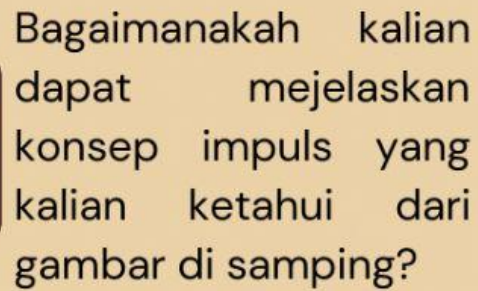 Bagaimanakah kalian
dapat mejelaskan
konsep impuls yang
kalian ketahui dari
gambar di samping?